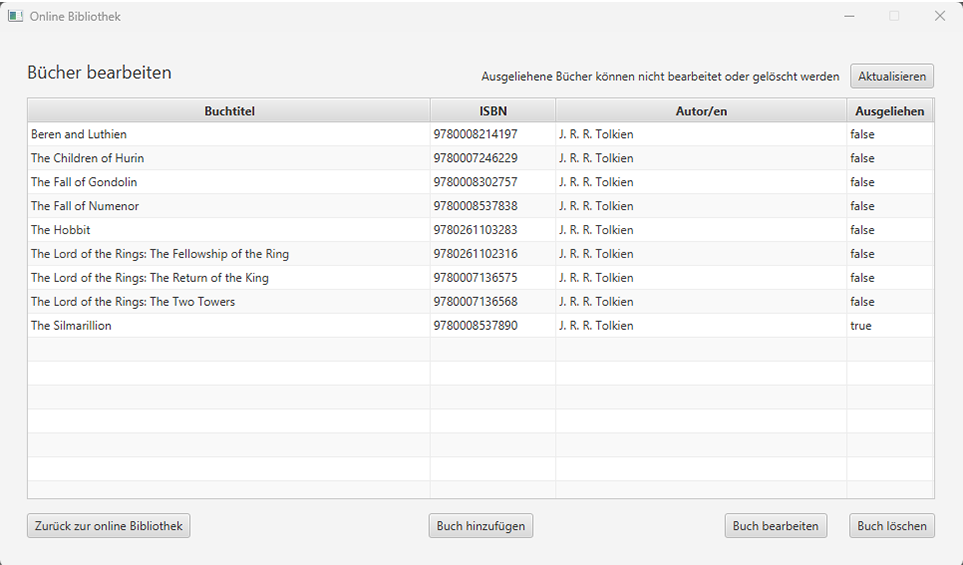 Online Bibliothek
Bücher bearbeiten
Ausgeliehene Bücher können nicht bearbeitet oder gelöscht werden Aktualisieren
Buchtitel ISBN Autor/en Ausgeliehen
Beren and Luthien 9780008214197 J. R. R. Tolkien false
The Children of Hurin 9780007246229 J. R. R. Tolkien false
The Fall of Gondolin 9780008302757 J. R. R. Tolkien false
The Fall of Numenor 9780008537838 J. R. R. Tolkien false
The Hobbit 9780261103283 J. R. R. Tolkien false
The Lord of the Rings: The Fellowship of the Ring 9780261102316 J. R. R. Tolkien false
The Lord of the Rings: The Return of the King 9780007136575 J. R. R. Tolkien false
The Lord of the Rings: The Two Towers 9780007136568 J. R. R. Tolkien false
The Silmarillion 9780008537890 J. R. R. Tolkien true
Zurück zur online Bibliothek Buch hinzufügen Buch bearbeiten Buch löschen